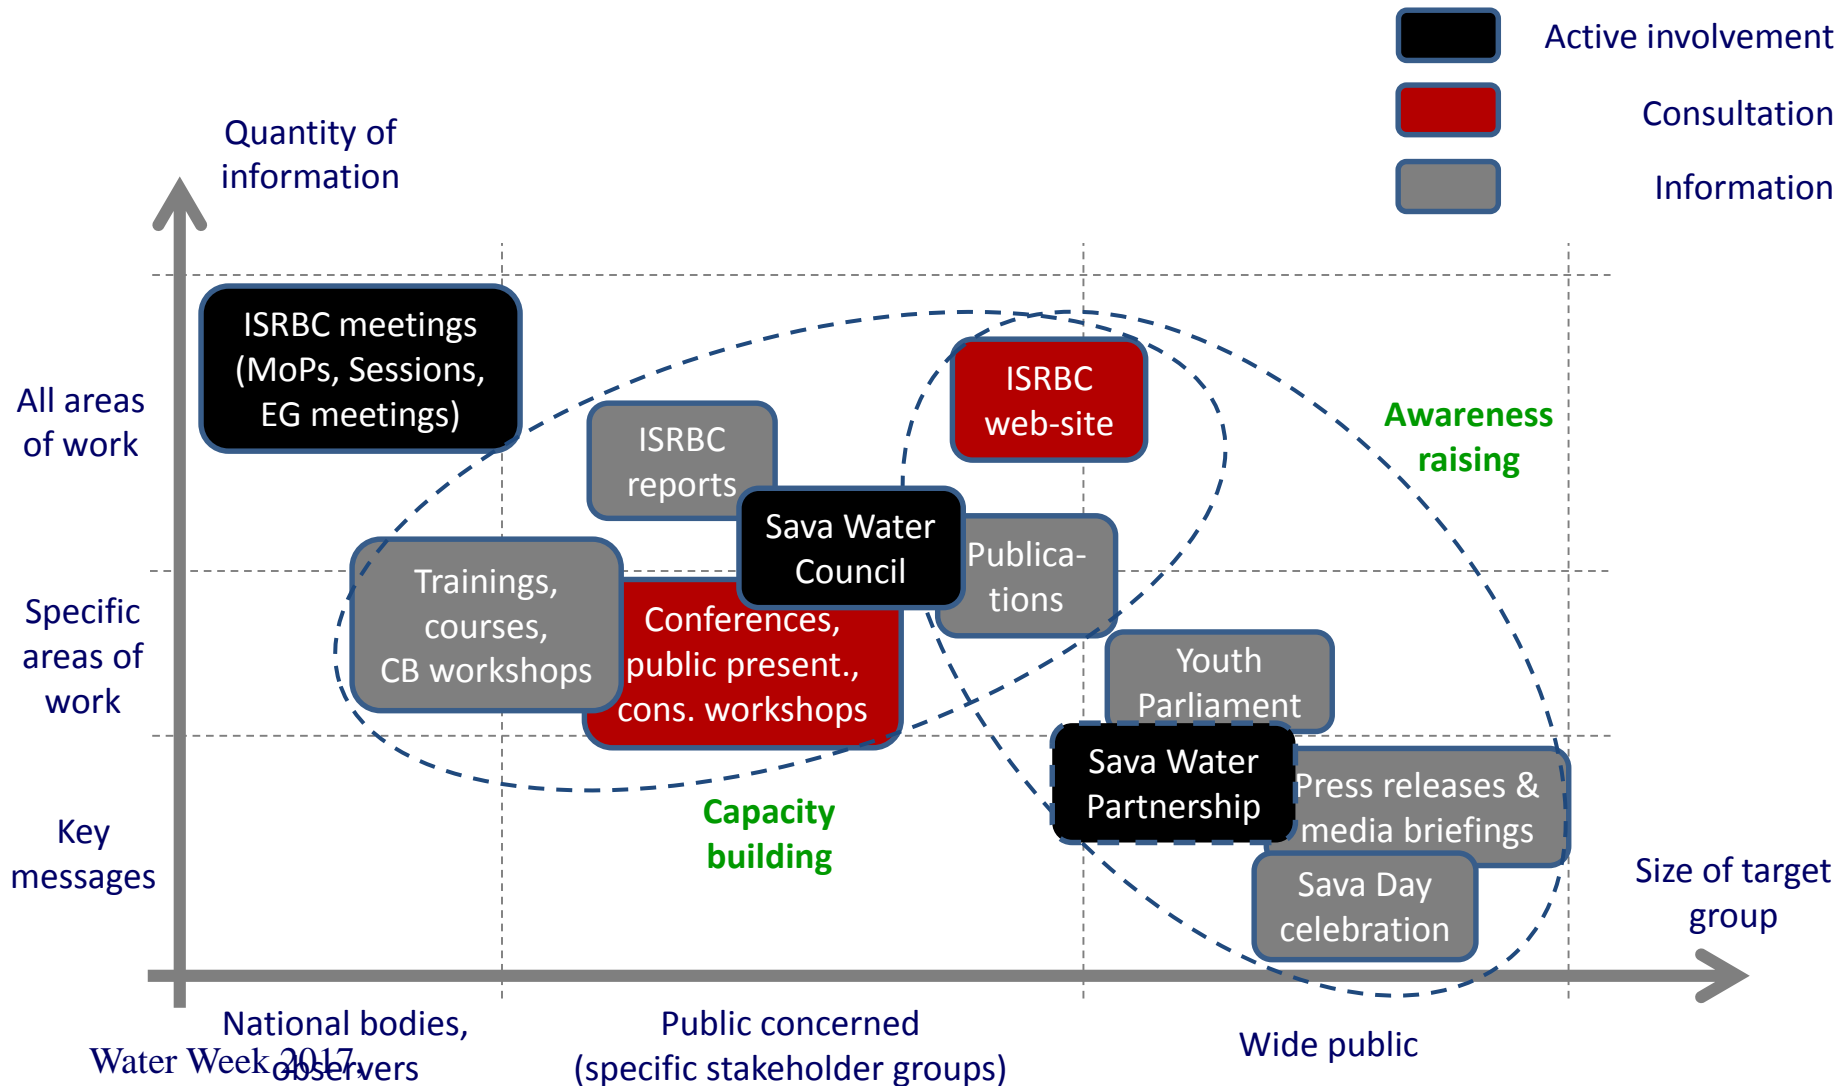 Active involvement
Consultation
Information
Quantity of
information
ISRBC meetings
(MoPs, Sessions,
EG meetings)
ISRBC
web-site
All areas
of work
Awareness
raising
ISRBC
reports
Sava Water
Council
Publica-
tions
Trainings,
courses,
CB workshops
Conferences,
public present.,
cons. workshops
Specific
areas of
work
Youth
Parliament
Sava Water
Partnership
Press releases &
media briefings
Capacity
building
Key
messages
Sava Day
celebration
Size of target
group
National bodies,
observers
Public concerned
(specific stakeholder groups)
Wide public
Water Week 2017,